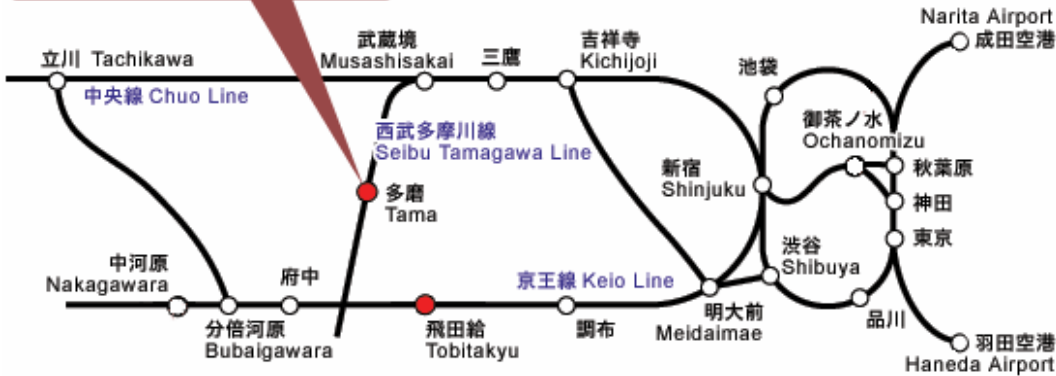 Narita Airport
成田空港
立川 Tachikawa
武蔵境
Musashisakai
三鷹
吉祥寺
Kichijoji
池袋
中央線 Chuo Line
西武多摩川線
Seibu Tamagawa Line
御茶ノ水
Ochanomizu
新宿
Shinjuku
秋葉原
多磨
Tama
神田
東京
中河原
Nakagawara
府中
京王線 Keio Line
渋谷
Shibuya
分倍河原
Bubaigawara
飛田給
Tobitakyu
調布
明大前
Meidaimae
品川
羽田空港
Haneda Airport